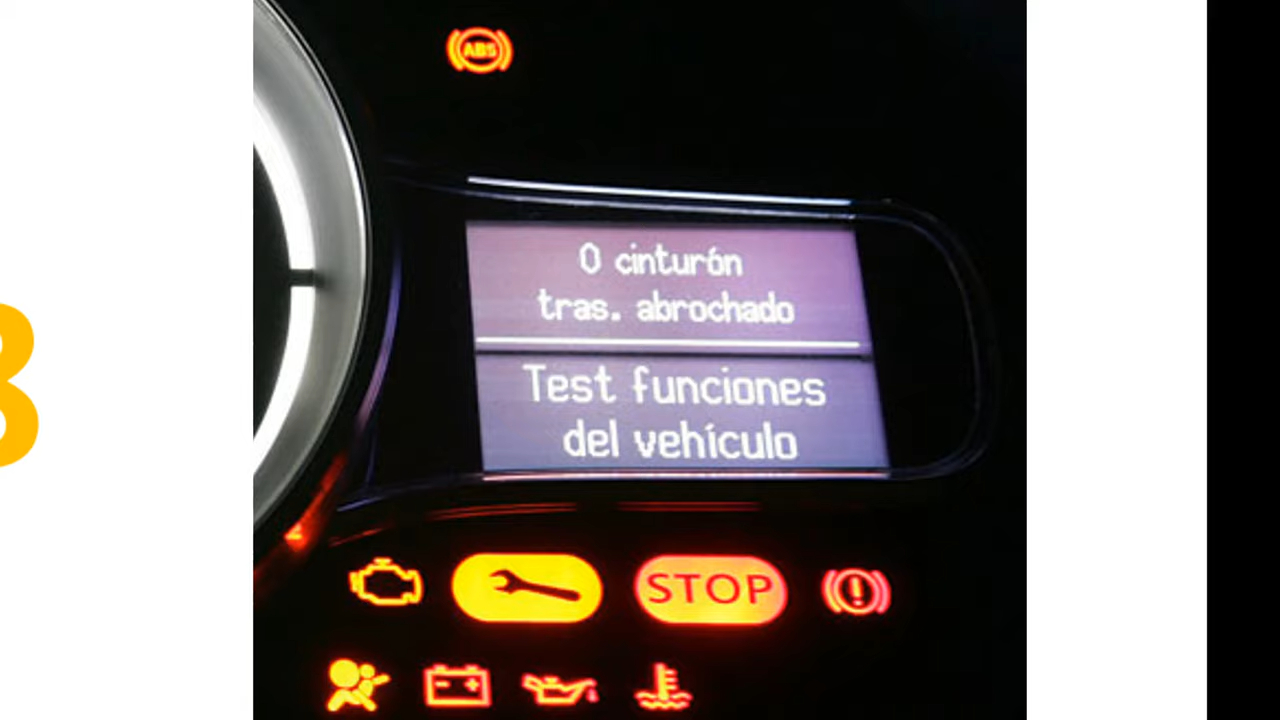 ABS
0 cinturón
tras. abrochado
Test funciones
del vehículo
STOP